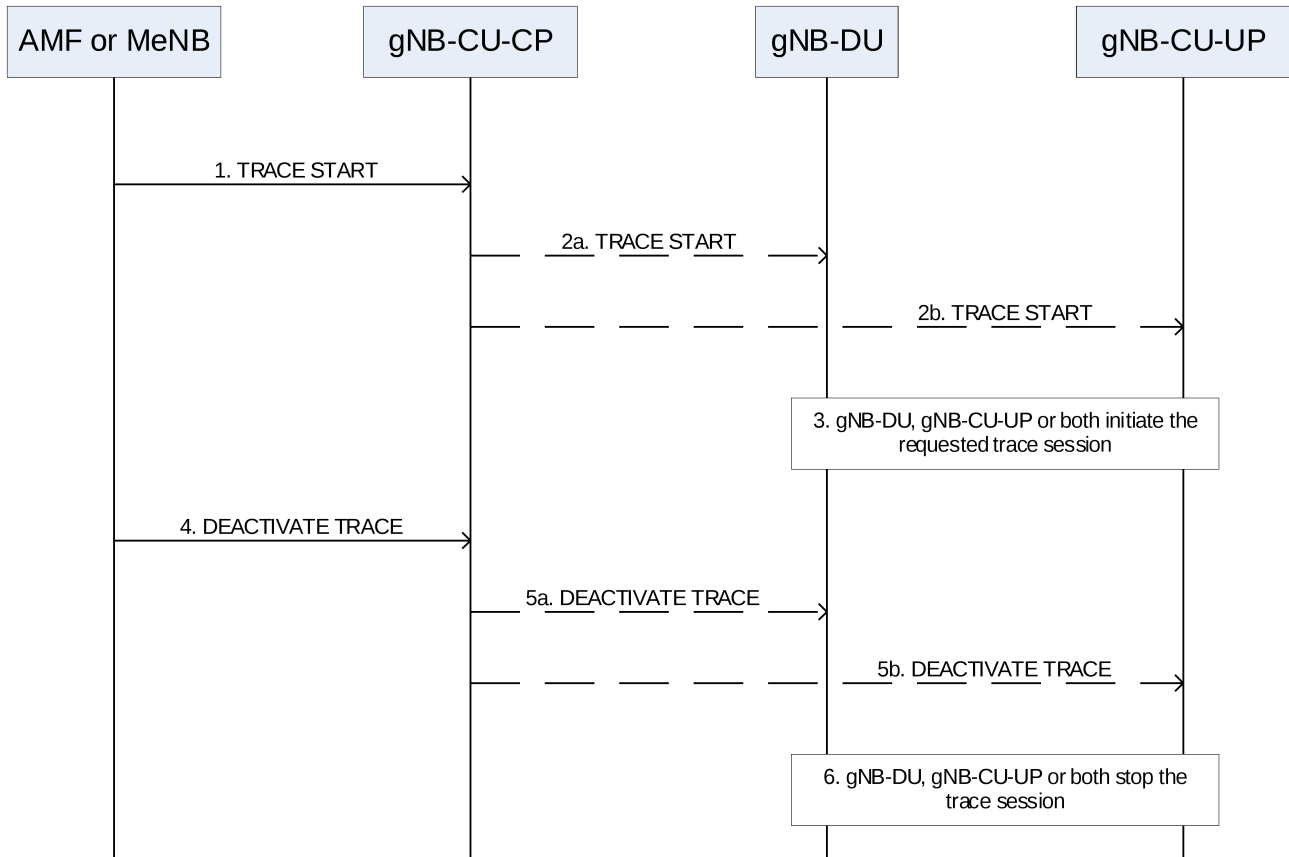 AMF or MeNB
gNB-CU-CP
gNB-DU
gNB-CU-UP
1. TRACE START
2a. TRACE START
2b. TRACE START
3. gNB-DU, gNB-CU-UP or both initiate the
requested trace session
4. DEACTIVATE TRACE
5a. DEACTIVATE TRACE
5b. DEACTIVATE TRACE
6. gNB-DU, gNB-CU-UP or both stop the
trace session